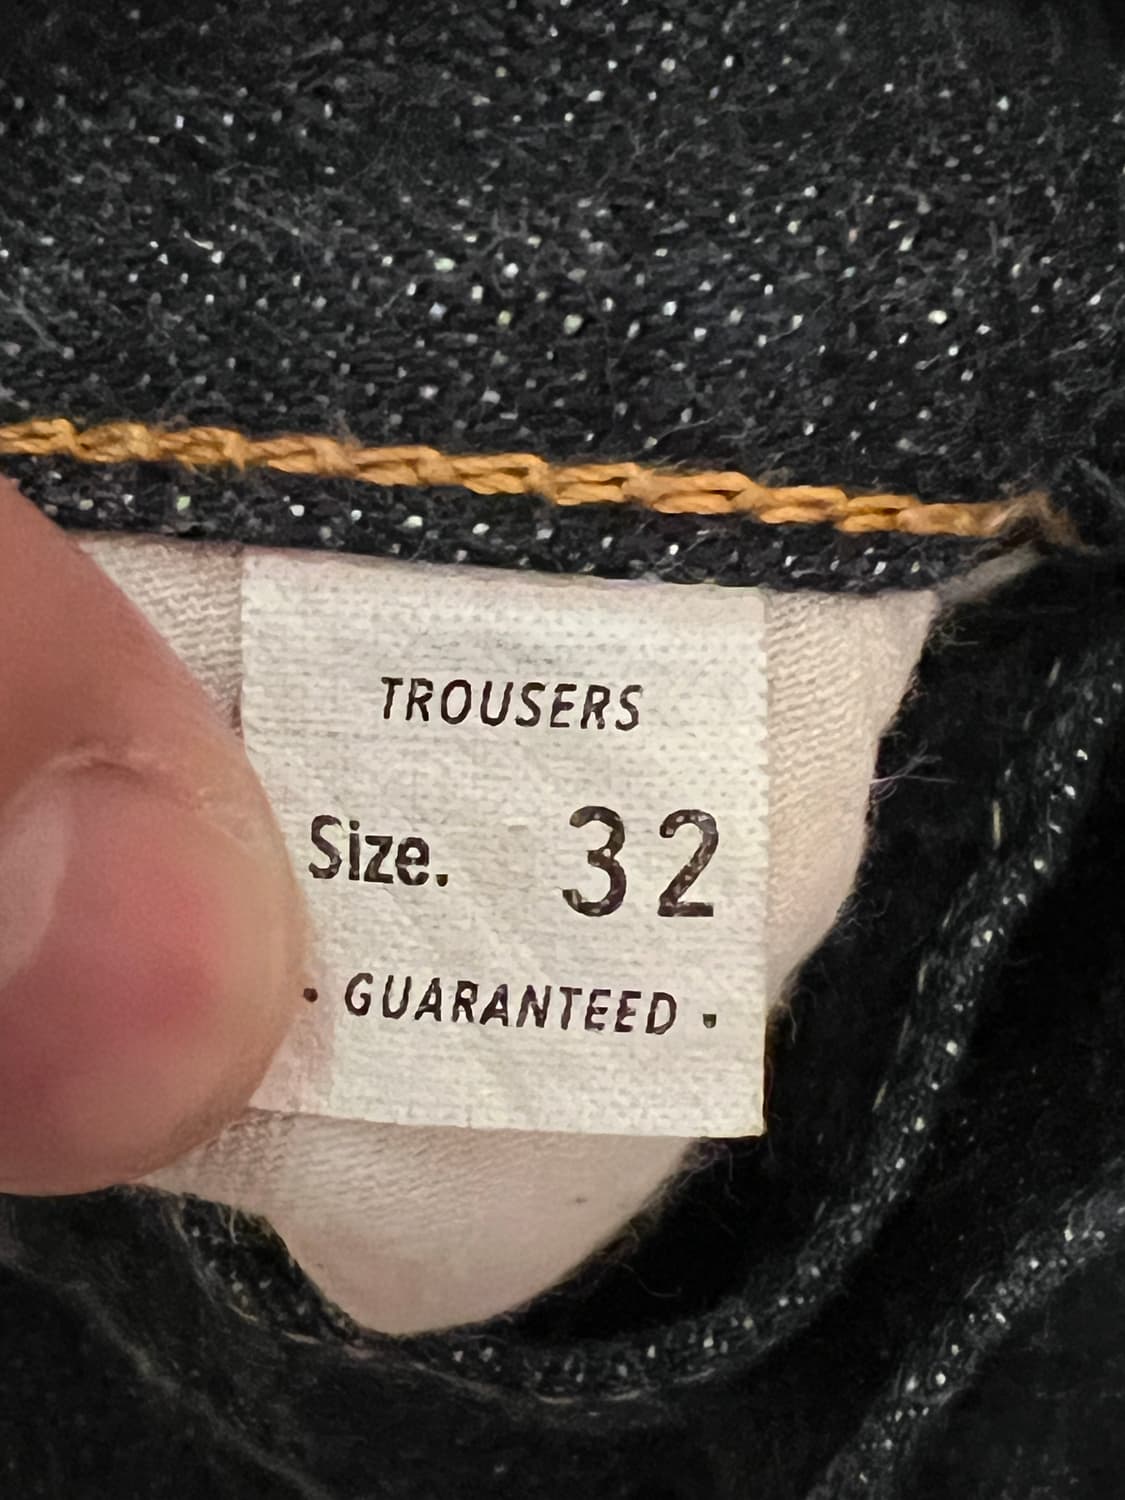 TROUSERS
Size. 32
• GUARANTEED •